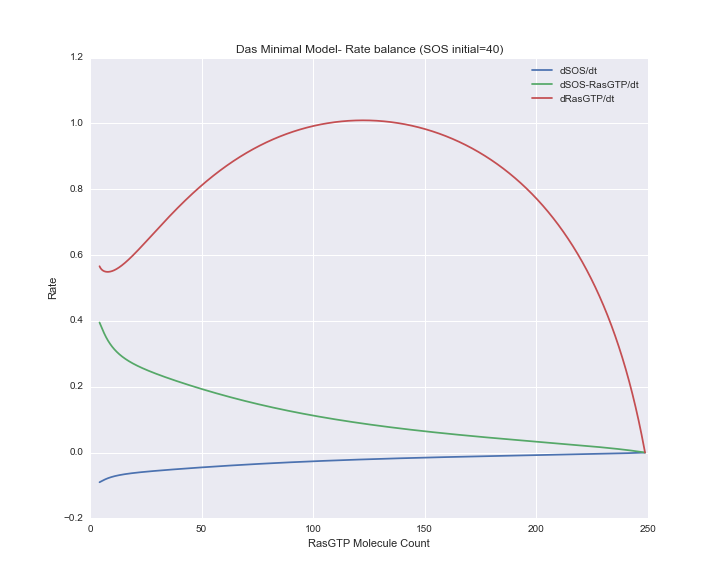 Das Minimal Model- Rate balance (SOS initial=40)
dSOS/dt
dSOS-RasGTP/dt
dRasGTP/dt
1.2
1.0
0.8
0.6
0.4
0.2
0.0
−0.2
Rate
0 50 100 150 200 250
RasGTP Molecule Count